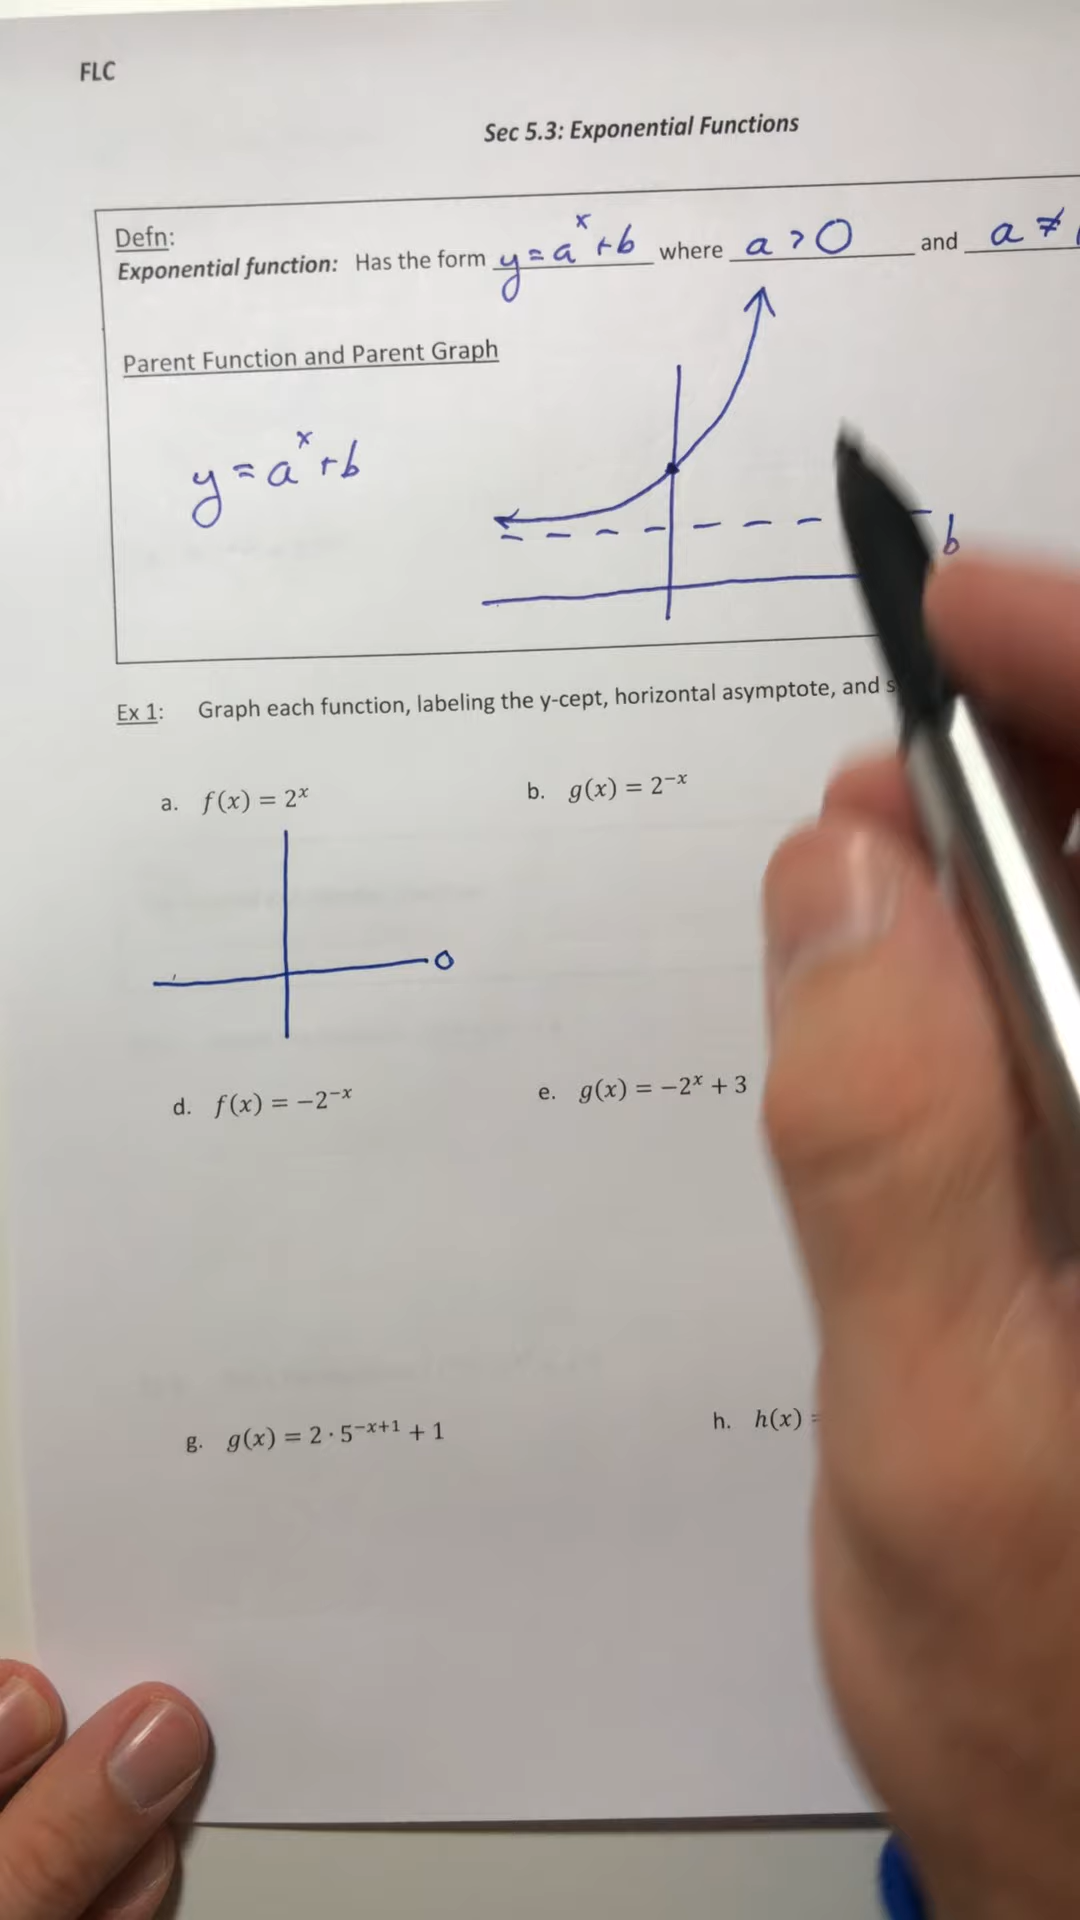 FLC
Sec 5.3: Exponential Functions
Defn:
Exponential function: Has the form y = a^x + b where a > 0 and a ≠
Parent Function and Parent Graph
y = a^x + b
b
Ex 1: Graph each function, labeling the y-cept, horizontal asymptote, and
a. f(x) = 2^x b. g(x) = 2^{-x}
0
d. f(x) = −2^{-x} e. g(x) = −2^x + 3
g. g(x) = 2 · 5^{-x+1} + 1 h. h(x) =